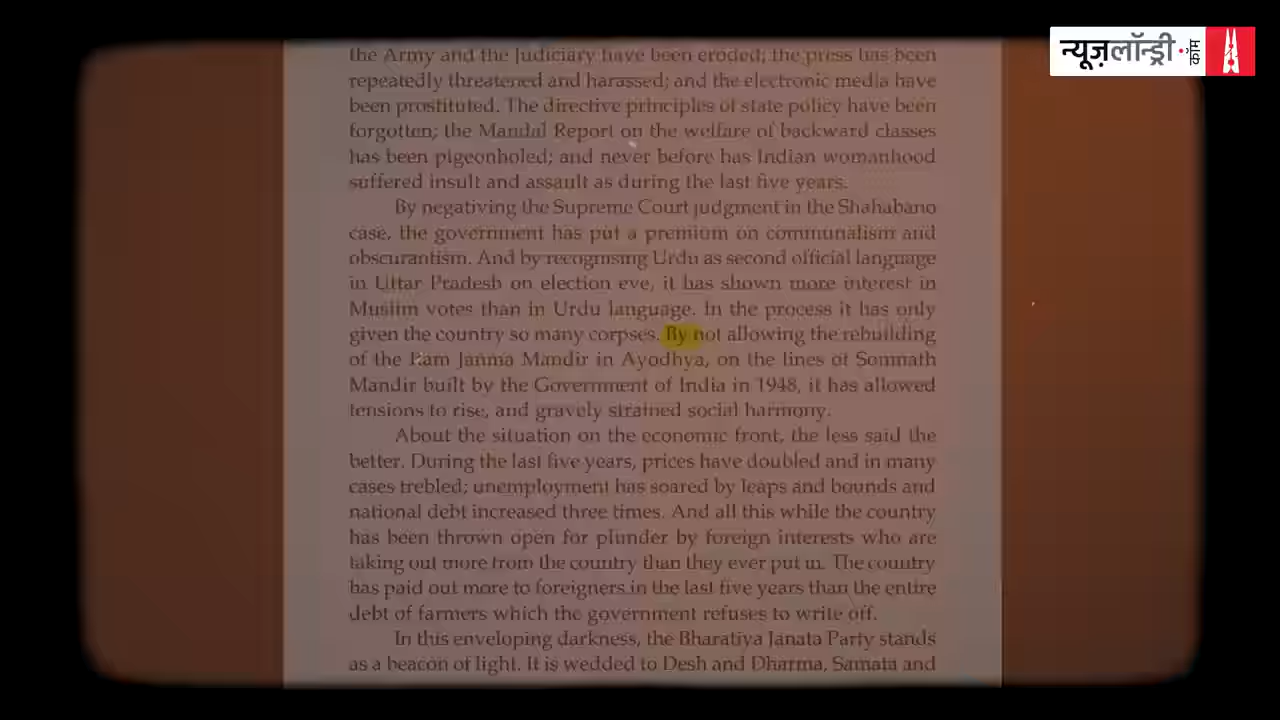 न्यूज़लॉन्ड्री
कॉम
the Army and the Judiciary have been eroded; the press has been
repeatedly threatened and harassed; and the electronic media have
been prostituted. The directive principles of state policy have been
forgotten; the Mandal Report on the welfare of backward classes
has been pigeonholed; and never before has Indian womanhood
suffered insult and assault as during the last five years.
By negativing the Supreme Court judgment in the Shahabano
case, the government has put a premium on communalism and
obscurantism. And by recognising Urdu as second official language
in Uttar Pradesh on election eve, it has shown more interest in
Muslim votes than in Urdu language. In the process it has only
given the country so many corpses. By not allowing the rebuilding
of the Ram Janma Mandir in Ayodhya, on the lines of Somnath
Mandir built by the Government of India in 1948, it has allowed
tensions to rise, and gravely strained social harmony.
About the situation on the economic front, the less said the
better. During the last five years, prices have doubled and in many
cases trebled; unemployment has soared by leaps and bounds and
national debt increased three times. And all this while the country
has been thrown open for plunder by foreign interests who are
taking out more from the country than they ever put in. The country
has paid out more to foreigners in the last five years than the entire
debt of farmers which the government refuses to write off.
In this enveloping darkness, the Bharatiya Janata Party stands
as a beacon of light. It is wedded to Desh and Dharma, Samata and